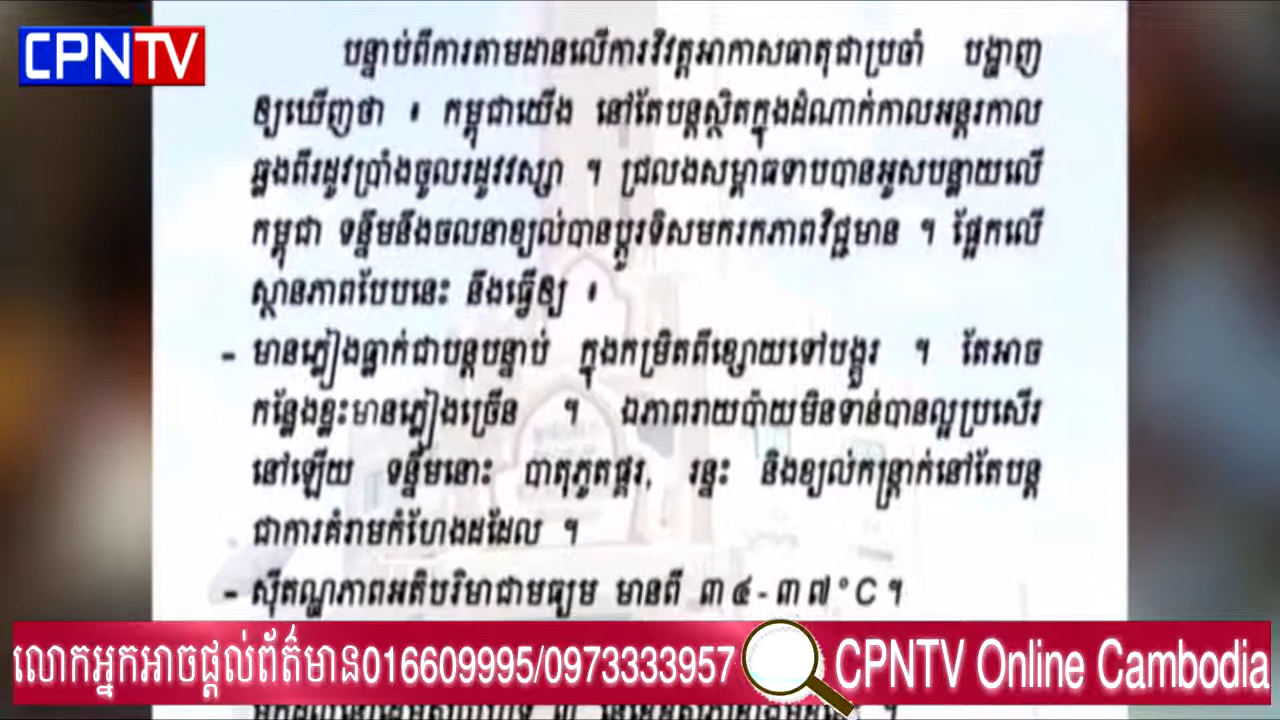 CPNTV
បន្ទាប់ពីការតាមដានលើការវិវត្តអាកាសធាតុជាប្រចាំ បង្ហាញ
ឲ្យឃើញថា ៖ កម្ពុជាយើង នៅតែបន្តស្ថិតក្នុងដំណាក់កាលអន្តរកាល
ឆ្លងពីរដូវប្រាំងចូលរដូវវស្សា ។ ជ្រលងសម្ពាធទាបបានអូសបន្លាយលើ
កម្ពុជា ទន្ទឹមនឹងចលនាខ្យល់បានប្តូរទិសមករកភាពវិជ្ជមាន ។ ផ្អែកលើ
ស្ថានភាពបែបនេះ នឹងធ្វើឲ្យ ៖
- មានភ្លៀងធ្លាក់ជាបន្តបន្ទាប់ ក្នុងកម្រិតពីខ្សោយទៅបង្គួរ ។ តែអាច
កន្លែងខ្លះមានភ្លៀងច្រើន ។ ឯភាពរាយប៉ាយមិនទាន់បានល្អប្រសើរ
នៅឡើយ ទន្ទឹមនោះ បាតុភូតផ្គរ, រន្ទះ និងខ្យល់កន្ត្រាក់នៅតែបន្ត
ជាការគំរាមកំហែងដដែល ។
- ស៊ីតុណ្ហភាពអតិបរិមាជាមធ្យម មានពី ៣៤-៣៧°C ។
លោកអ្នកអាចផ្តល់ព័ត៌មាន016609995/0973333957 CPNTV Online Cambodia